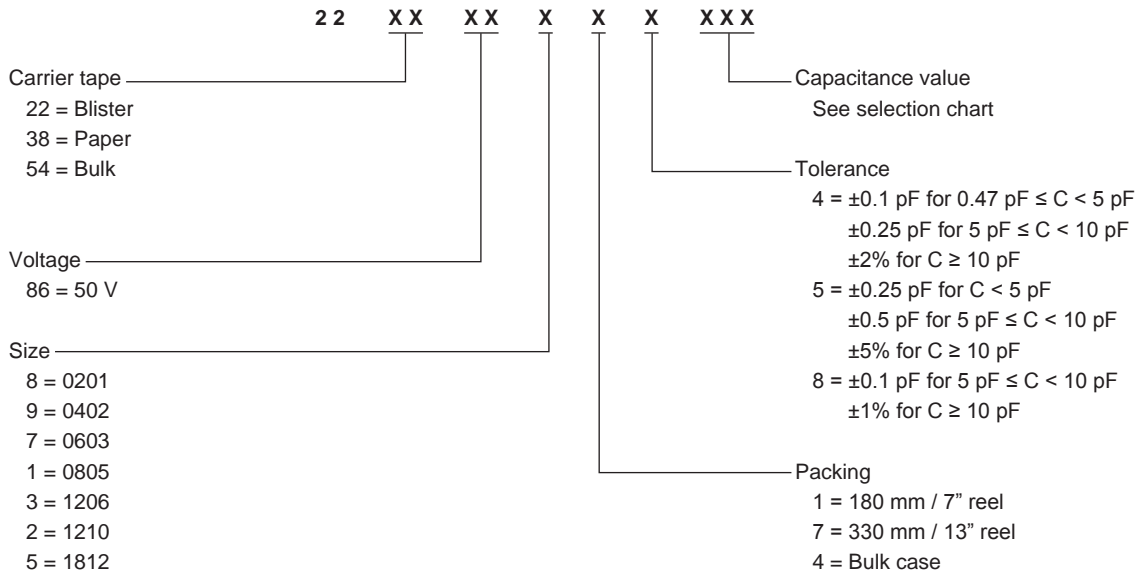 22 XX XX X X X XXX
Carrier tape
22 = Blister
38 = Paper
54 = Bulk
Voltage
86 = 50 V
Size
8 = 0201
9 = 0402
7 = 0603
1 = 0805
3 = 1206
2 = 1210
5 = 1812
Capacitance value
See selection chart
Tolerance
4 = ±0.1 pF for 0.47 pF ≤ C < 5 pF
±0.25 pF for 5 pF ≤ C < 10 pF
±2% for C ≥ 10 pF
5 = ±0.25 pF for C < 5 pF
±0.5 pF for 5 pF ≤ C < 10 pF
±5% for C ≥ 10 pF
8 = ±0.1 pF for 5 pF ≤ C < 10 pF
±1% for C ≥ 10 pF
Packing
1 = 180 mm / 7” reel
7 = 330 mm / 13” reel
4 = Bulk case